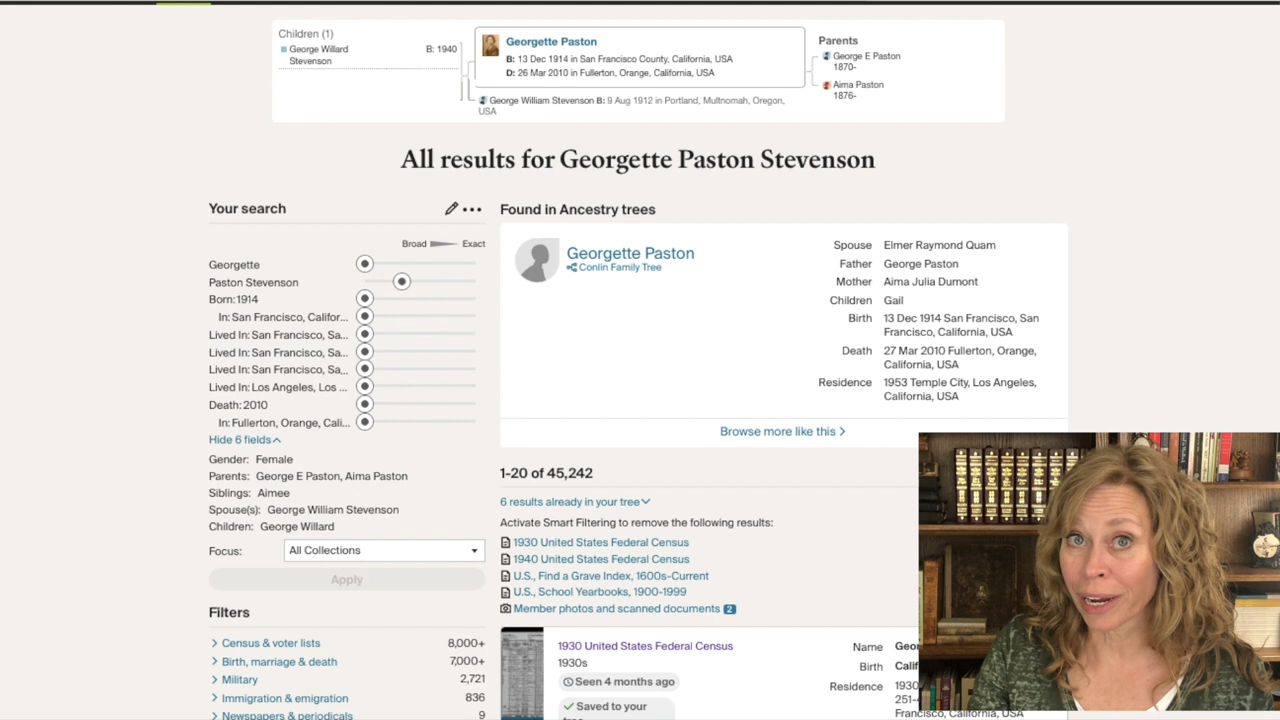 Children (1)
George Willard B: 1940
Stevenson
Georgette Paston
B: 13 Dec 1914 in San Francisco County, California, USA
D: 26 Mar 2010 in Fullerton, Orange, California, USA
George William Stevenson B: 9 Aug 1912 in Portland, Multnomah, Oregon,
USA
Parents
George E Paston
1870-
Aima Paston
1876-
All results for Georgette Paston Stevenson
Your search
Broad Exact
Georgette
Paston Stevenson
Born: 1914
In: San Francisco, Califor...
Lived In: San Francisco, Sa...
Lived In: San Francisco, Sa...
Lived In: San Francisco, Sa...
Lived In: Los Angeles, Los ...
Death: 2010
In: Fullerton, Orange, Cali...
Hide 6 fields
Gender: Female
Parents: George E Paston, Aima Paston
Siblings: Aimee
Spouse(s): George William Stevenson
Children: George Willard
Focus: All Collections
Apply
Filters
Census & voter lists 8,000+
Birth, marriage & death 7,000+
Military 2,721
Immigration & emigration 836
Newspapers & periodicals 9
Found in Ancestry trees
Georgette Paston
Conlin Family Tree
Spouse Elmer Raymond Quam
Father George Paston
Mother Aima Julia Dumont
Children Gail
Birth 13 Dec 1914 San Francisco, San
Francisco, California, USA
Death 27 Mar 2010 Fullerton, Orange,
California, USA
Residence 1953 Temple City, Los Angeles,
California, USA
Browse more like this
1-20 of 45,242
6 results already in your tree
Activate Smart Filtering to remove the following results:
1930 United States Federal Census
1940 United States Federal Census
U.S., Find a Grave Index, 1600s-Current
U.S., School Yearbooks, 1900-1999
Member photos and scanned documents 2
1930 United States Federal Census
1930s
Seen 4 months ago
Saved to your
Name Geor
Birth Calif
Residence 1930
251-
Francisco, California, USA